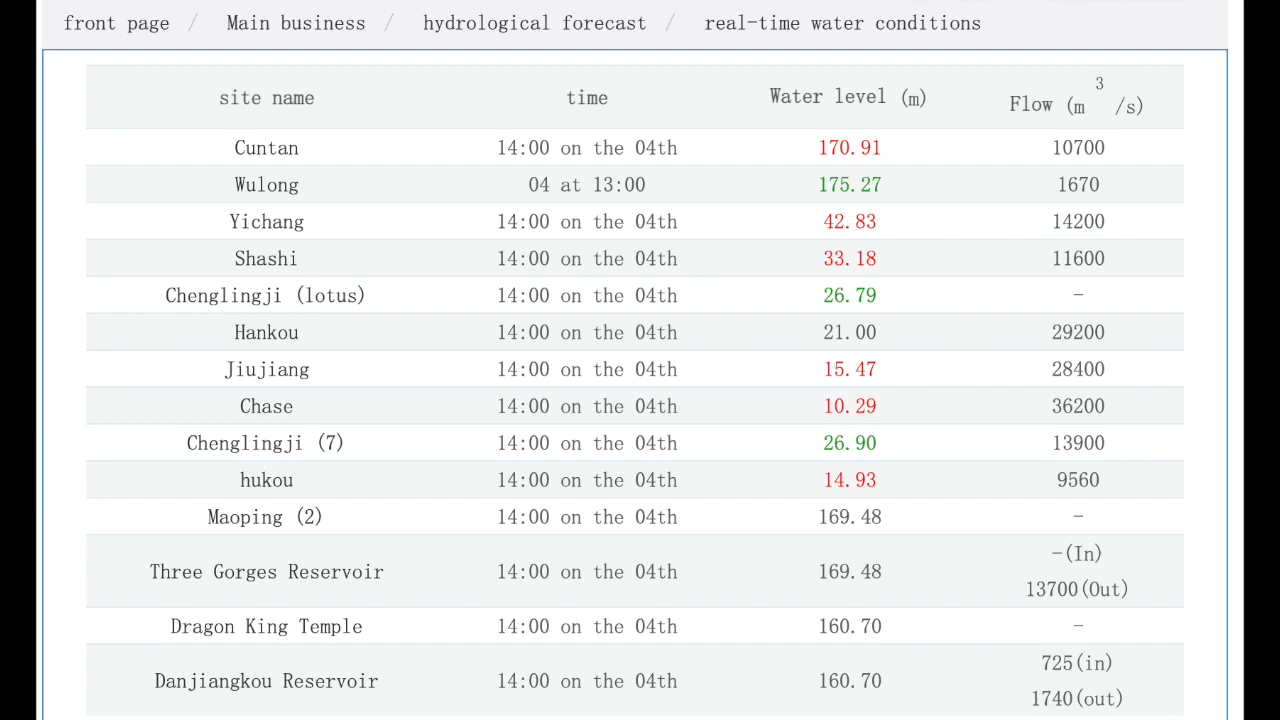 front page / Main business / hydrological forecast / real-time water conditions
site name time Water level (m) Flow (m³/s)
Cuntan 14:00 on the 04th 170.91 10700
Wulong 04 at 13:00 175.27 1670
Yichang 14:00 on the 04th 42.83 14200
Shashi 14:00 on the 04th 33.18 11600
Chenglingji (lotus) 14:00 on the 04th 26.79 -
Hankou 14:00 on the 04th 21.00 29200
Jiujiang 14:00 on the 04th 15.47 28400
Chase 14:00 on the 04th 10.29 36200
Chenglingji (7) 14:00 on the 04th 26.90 13900
hukou 14:00 on the 04th 14.93 9560
Maoping (2) 14:00 on the 04th 169.48 -
Three Gorges Reservoir 14:00 on the 04th 169.48 -(In)
13700(Out)
Dragon King Temple 14:00 on the 04th 160.70 -
Danjiangkou Reservoir 14:00 on the 04th 160.70 725(in)
1740(out)